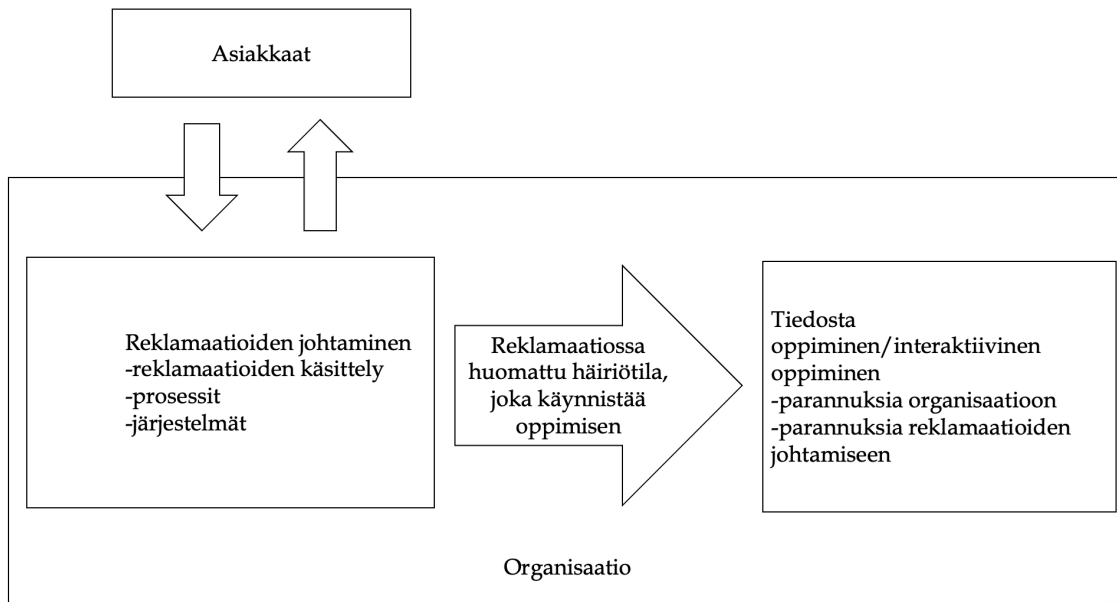 Asiakkaat
Reklamaatioiden johtaminen
-reklamaatioiden käsittely
-prosessit
-järjestelmät
Reklamaatiossa
huomattu häiriötila,
joka käynnistää
oppimisen
Tiedosta
oppiminen/interaktiivinen
oppiminen
-parannuksia organisaatioon
-parannuksia reklamaatioiden
johtamiseen
Organisaatio